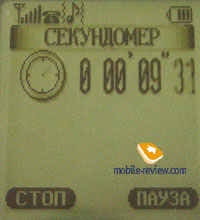 СЕКУНДОМЕР
0 00'09"31
mobile-review.com
СТОП ПАУЗА